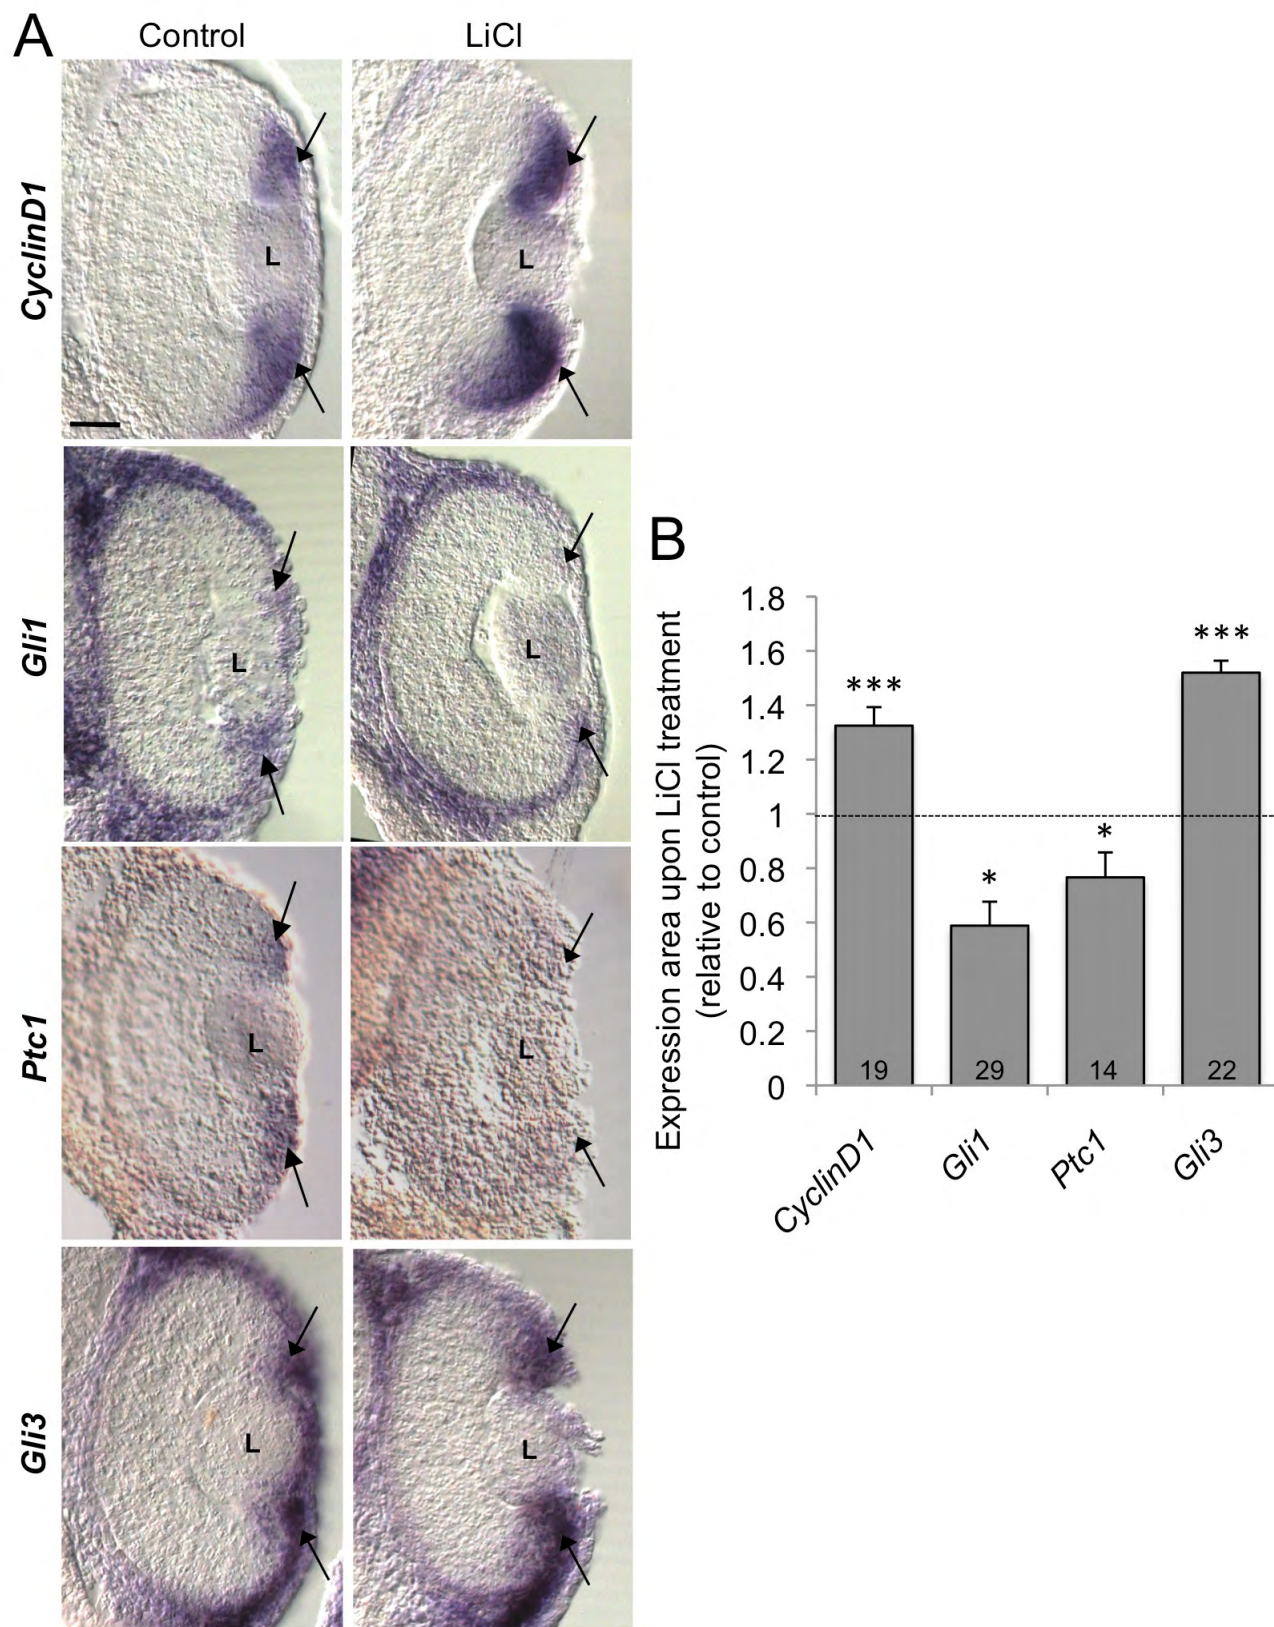 A
Control
LiCl
CyclinD1
L
L
Gli1
L
L
Ptc1
L
L
Gli3
L
L
B
Expression area upon LiCl treatment
(relative to control)
1.8
1.6
1.4
1.2
1
0.8
0.6
0.4
0.2
0
***
*
*
***
19
29
14
22
CyclinD1
Gli1
Ptc1
Gli3